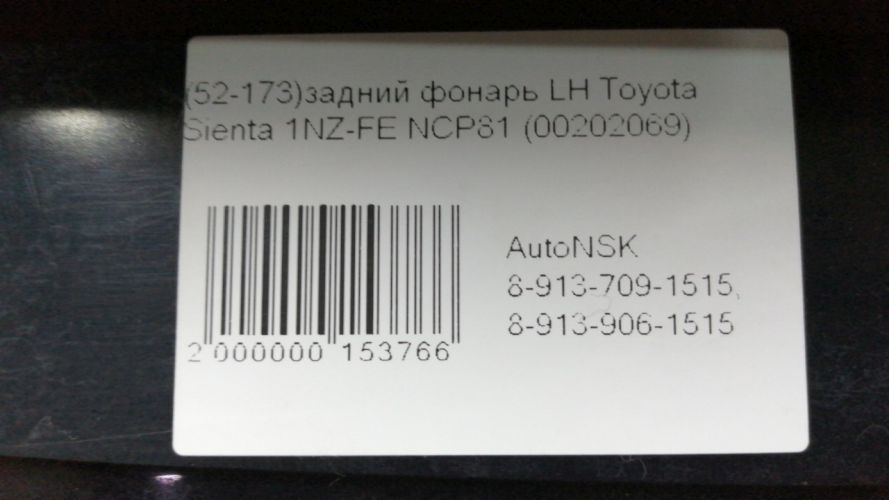 (52-173)задний фонарь LH Toyota
Sienta 1NZ-FE NCP81 (00202069)
AutoNSK
8-913-709-1515,
8-913-906-1515
2 000000 153766